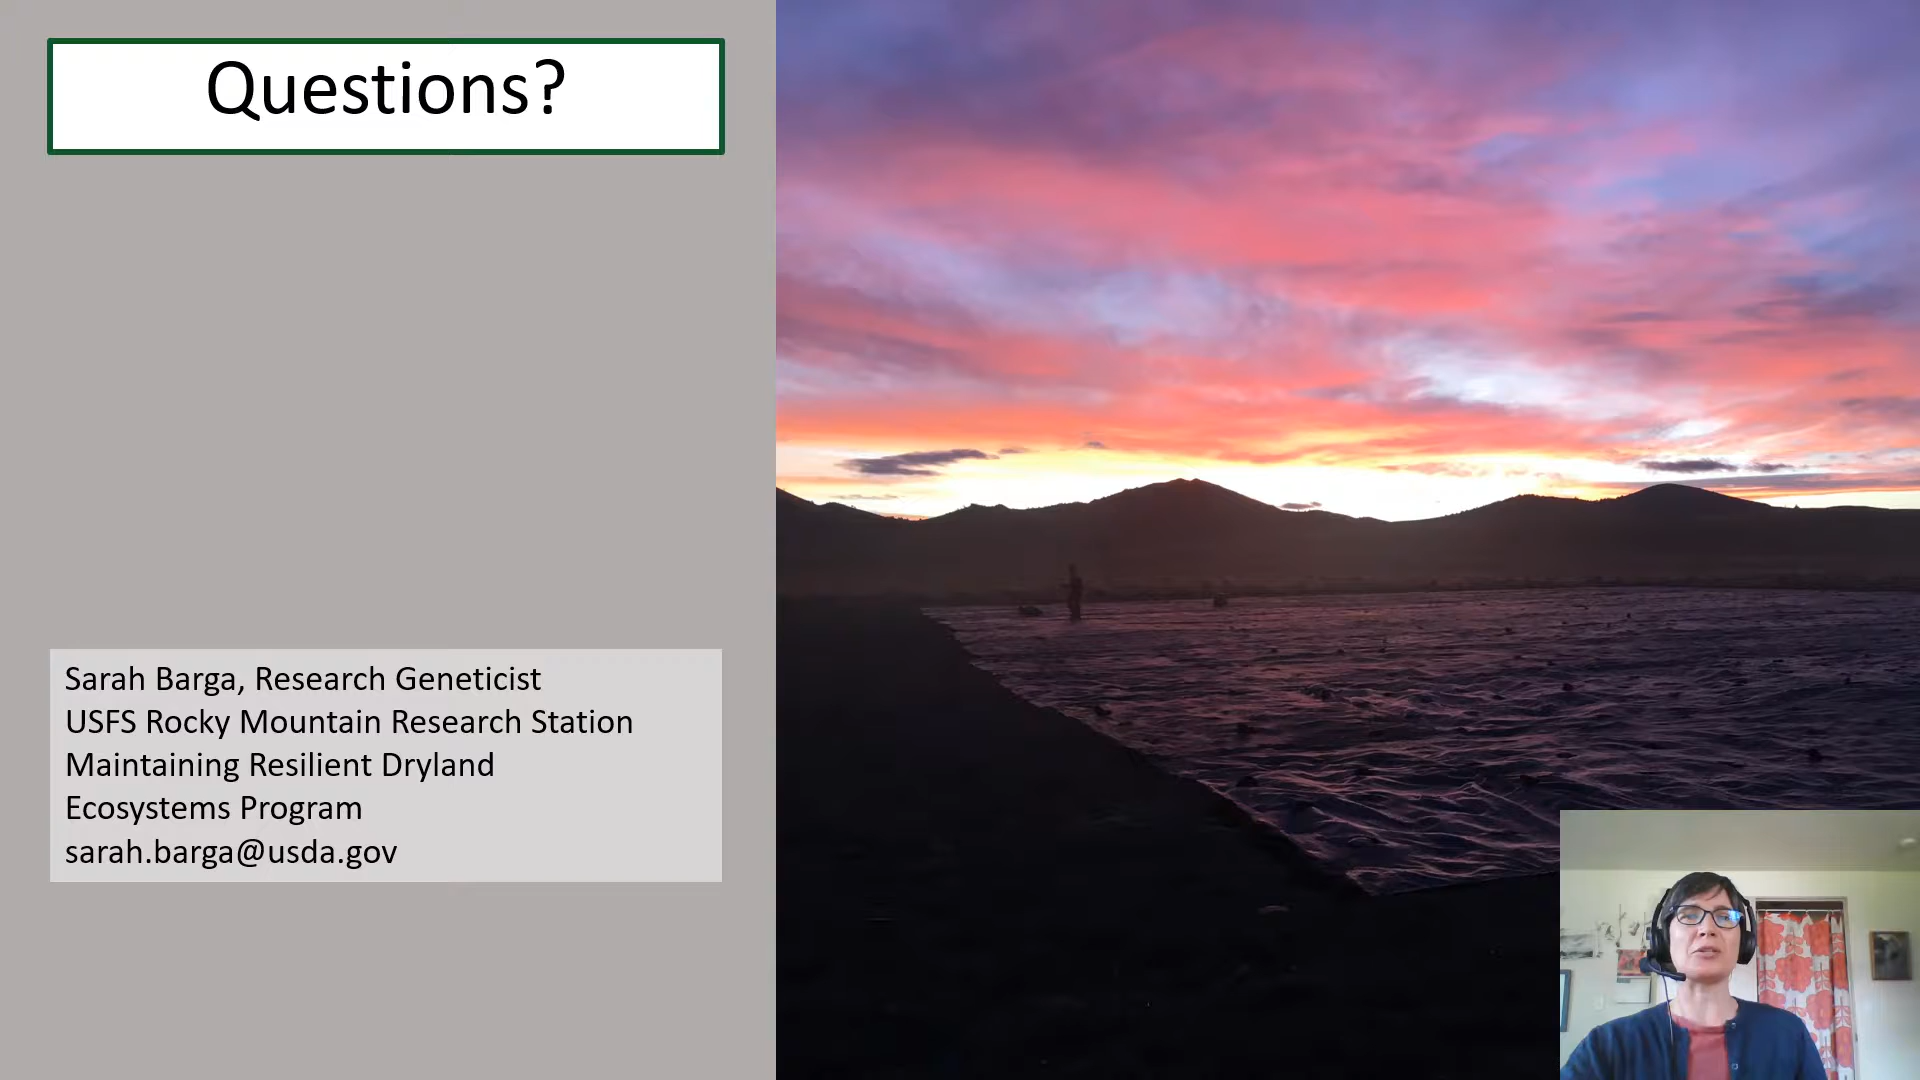 Questions?
Sarah Barga, Research Geneticist
USFS Rocky Mountain Research Station
Maintaining Resilient Dryland
Ecosystems Program
sarah.barga@usda.gov